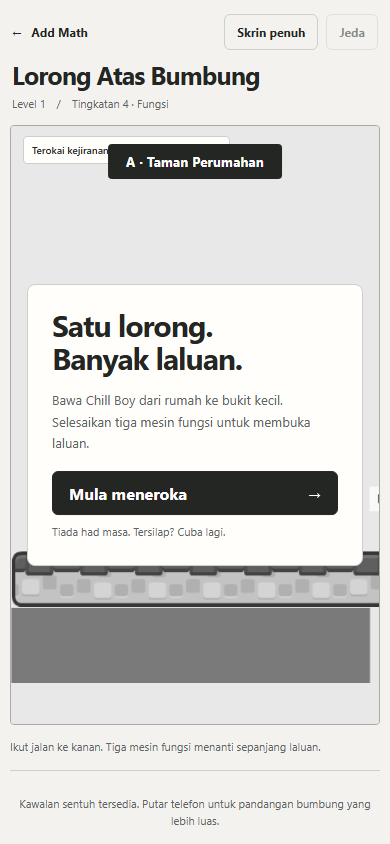 ← Add Math
Skrin penuh
Jeda
Lorong Atas Bumbung
Level 1 / Tingkatan 4 · Fungsi
Terokai kejiranan
A · Taman Perumahan
Satu lorong.
Banyak laluan.
Bawa Chill Boy dari rumah ke bukit kecil.
Selesaikan tiga mesin fungsi untuk membuka
laluan.
Mula meneroka →
Tiada had masa. Tersilap? Cuba lagi.
Ikut jalan ke kanan. Tiga mesin fungsi menanti sepanjang laluan.
Kawalan sentuh tersedia. Putar telefon untuk pandangan bumbung yang
lebih luas.